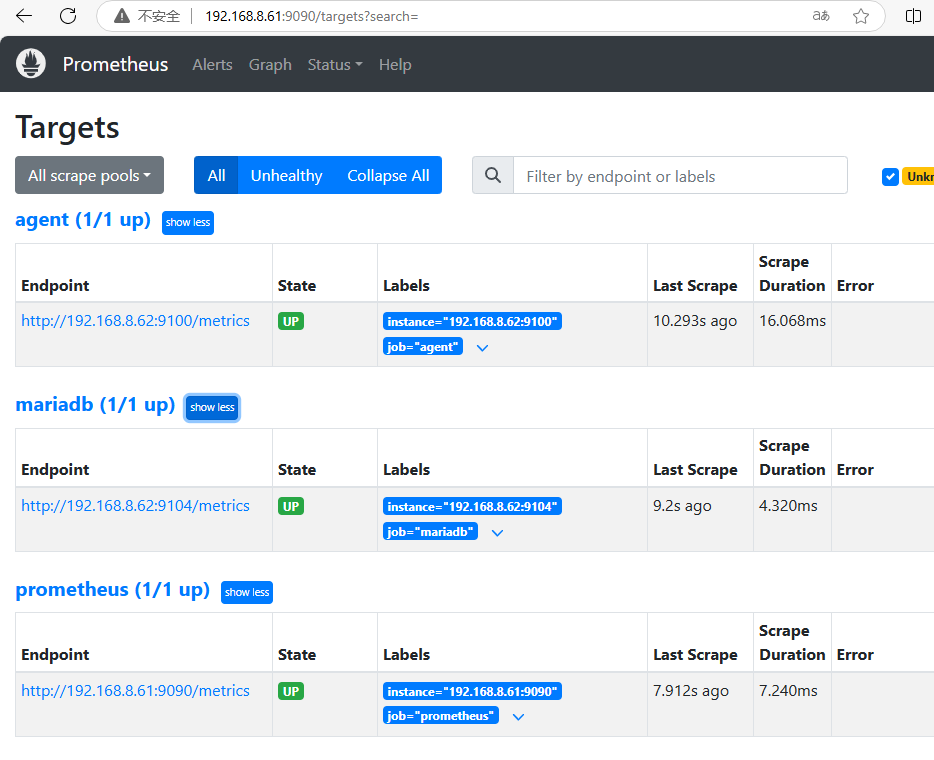 不安全 192.168.8.61:9090/targets?search= aあ
Prometheus Alerts Graph Status Help
Targets
All scrape pools All Unhealthy Collapse All Filter by endpoint or labels Unkn
agent (1/1 up) show less
Endpoint State Labels Last Scrape Scrape Duration Error
http://192.168.8.62:9100/metrics UP instance="192.168.8.62:9100" 10.293s ago 16.068ms
job="agent"
mariadb (1/1 up) show less
Endpoint State Labels Last Scrape Scrape Duration Error
http://192.168.8.62:9104/metrics UP instance="192.168.8.62:9104" 9.2s ago 4.320ms
job="mariadb"
prometheus (1/1 up) show less
Endpoint State Labels Last Scrape Scrape Duration Error
http://192.168.8.61:9090/metrics UP instance="192.168.8.61:9090" 7.912s ago 7.240ms
job="prometheus"